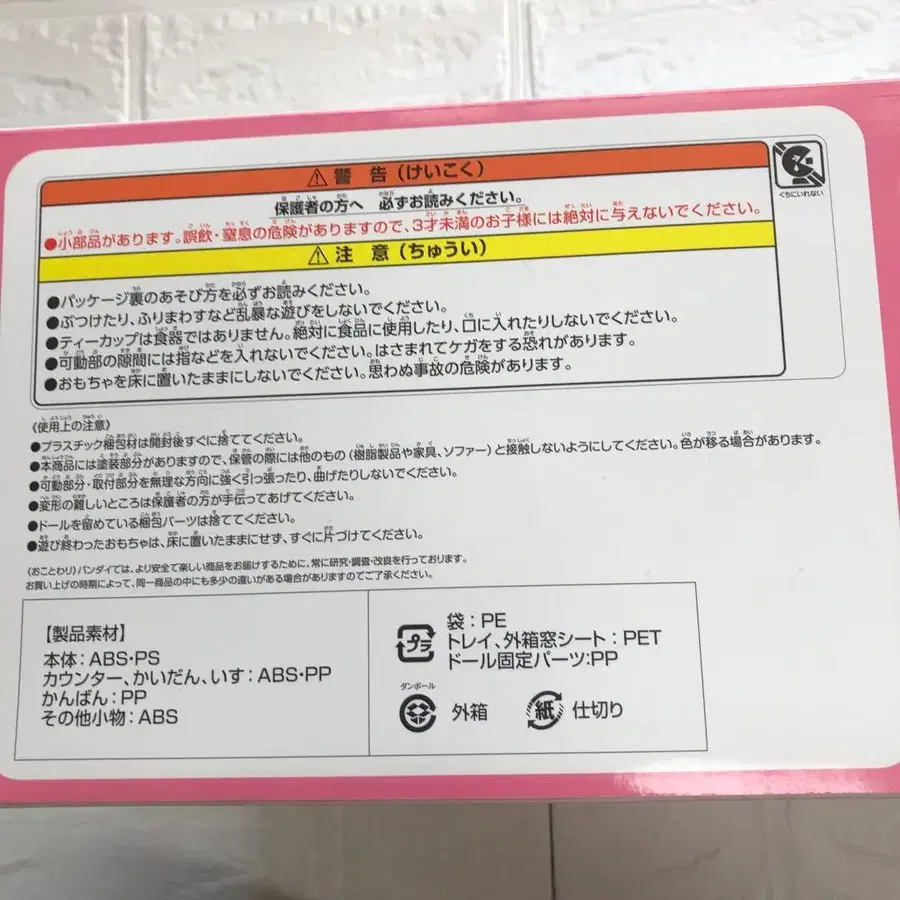 ⚠警 告(けいこく)
くちにいれない
保護者の方へ 必ずお読みください。
●小部品があります。誤飲・窒息の危険がありますので、3才未満のお子様には絶対に与えないでください。
⚠注 意(ちゅうい)
●パッケージ裏のあそび方を必ずお読みください。
●ぶつけたり、ふりまわすなど乱暴な遊びをしないでください。
●ティーカップは食器ではありません。絶対に食品に使用したり、口に入れたりしないでください。
●可動部の隙間には指などを入れないでください。はさまれてケガをする恐れがあります。
●おもちゃを床に置いたままにしないでください。思わぬ事故の危険があります。
《使用上の注意》
●プラスチック梱包材は開封後すぐに捨ててください。
●本商品には塗装部分がありますので、保管の際には他のもの(樹脂製品や家具、ソファー)と接触しないようにしてください。色が移る場合があります。
●可動部分・取付部分を無理な方向に強く引っ張ったり、曲げたりしないでください。
●変形の難しいところは保護者の方が手伝ってあげてください。
●ドールを留めている梱包パーツは捨ててください。
●遊び終わったおもちゃは、床に置いたままにせず、すぐに片づけてください。
《おことわり》バンダイでは、より安全で楽しい商品をお届けするために、常に研究・調査・改良を行っております。
お買い上げの時期によって、同一商品の中にも多少の違いがある場合がありますのでご了承ください。
【製品素材】
本体:ABS・PS
カウンター、かいだん、いす:ABS・PP
かんばん:PP
その他小物:ABS
プラ
袋:PE
トレイ、外箱窓シート:PET
ドール固定パーツ:PP
ダンボール
外箱
紙 仕切り